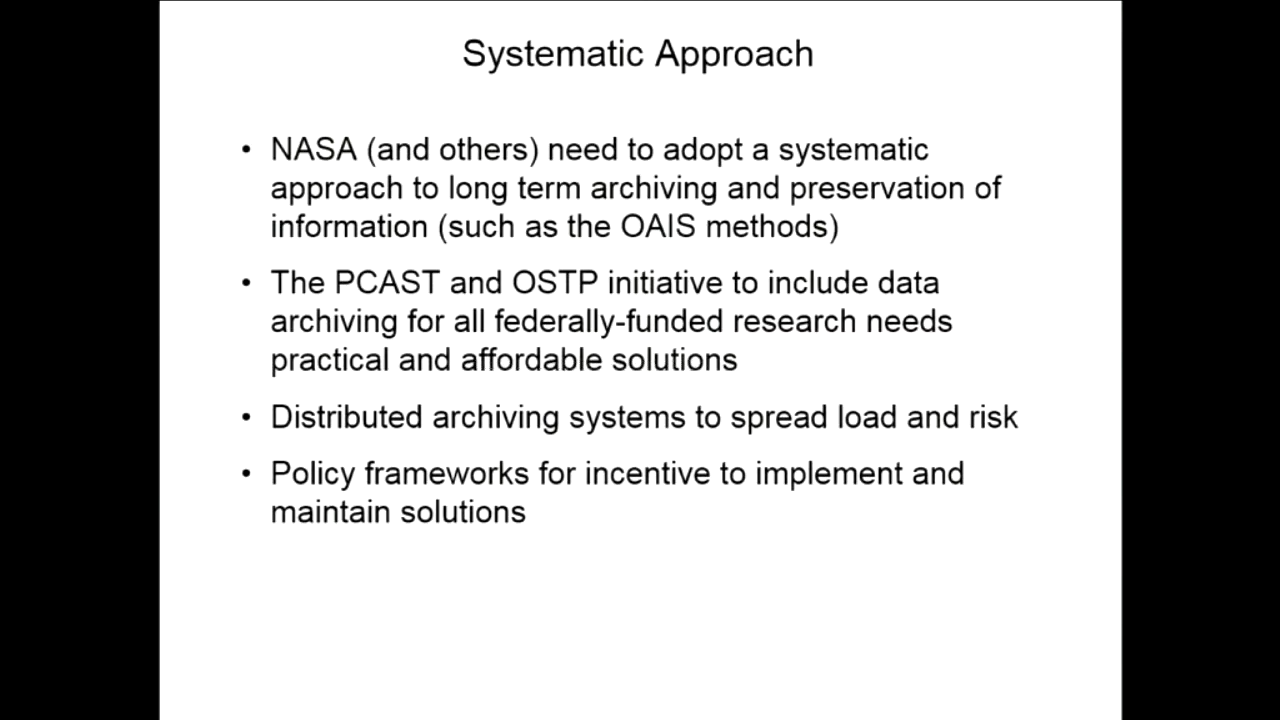 Systematic Approach
• NASA (and others) need to adopt a systematic
approach to long term archiving and preservation of
information (such as the OAIS methods)
• The PCAST and OSTP initiative to include data
archiving for all federally-funded research needs
practical and affordable solutions
• Distributed archiving systems to spread load and risk
• Policy frameworks for incentive to implement and
maintain solutions